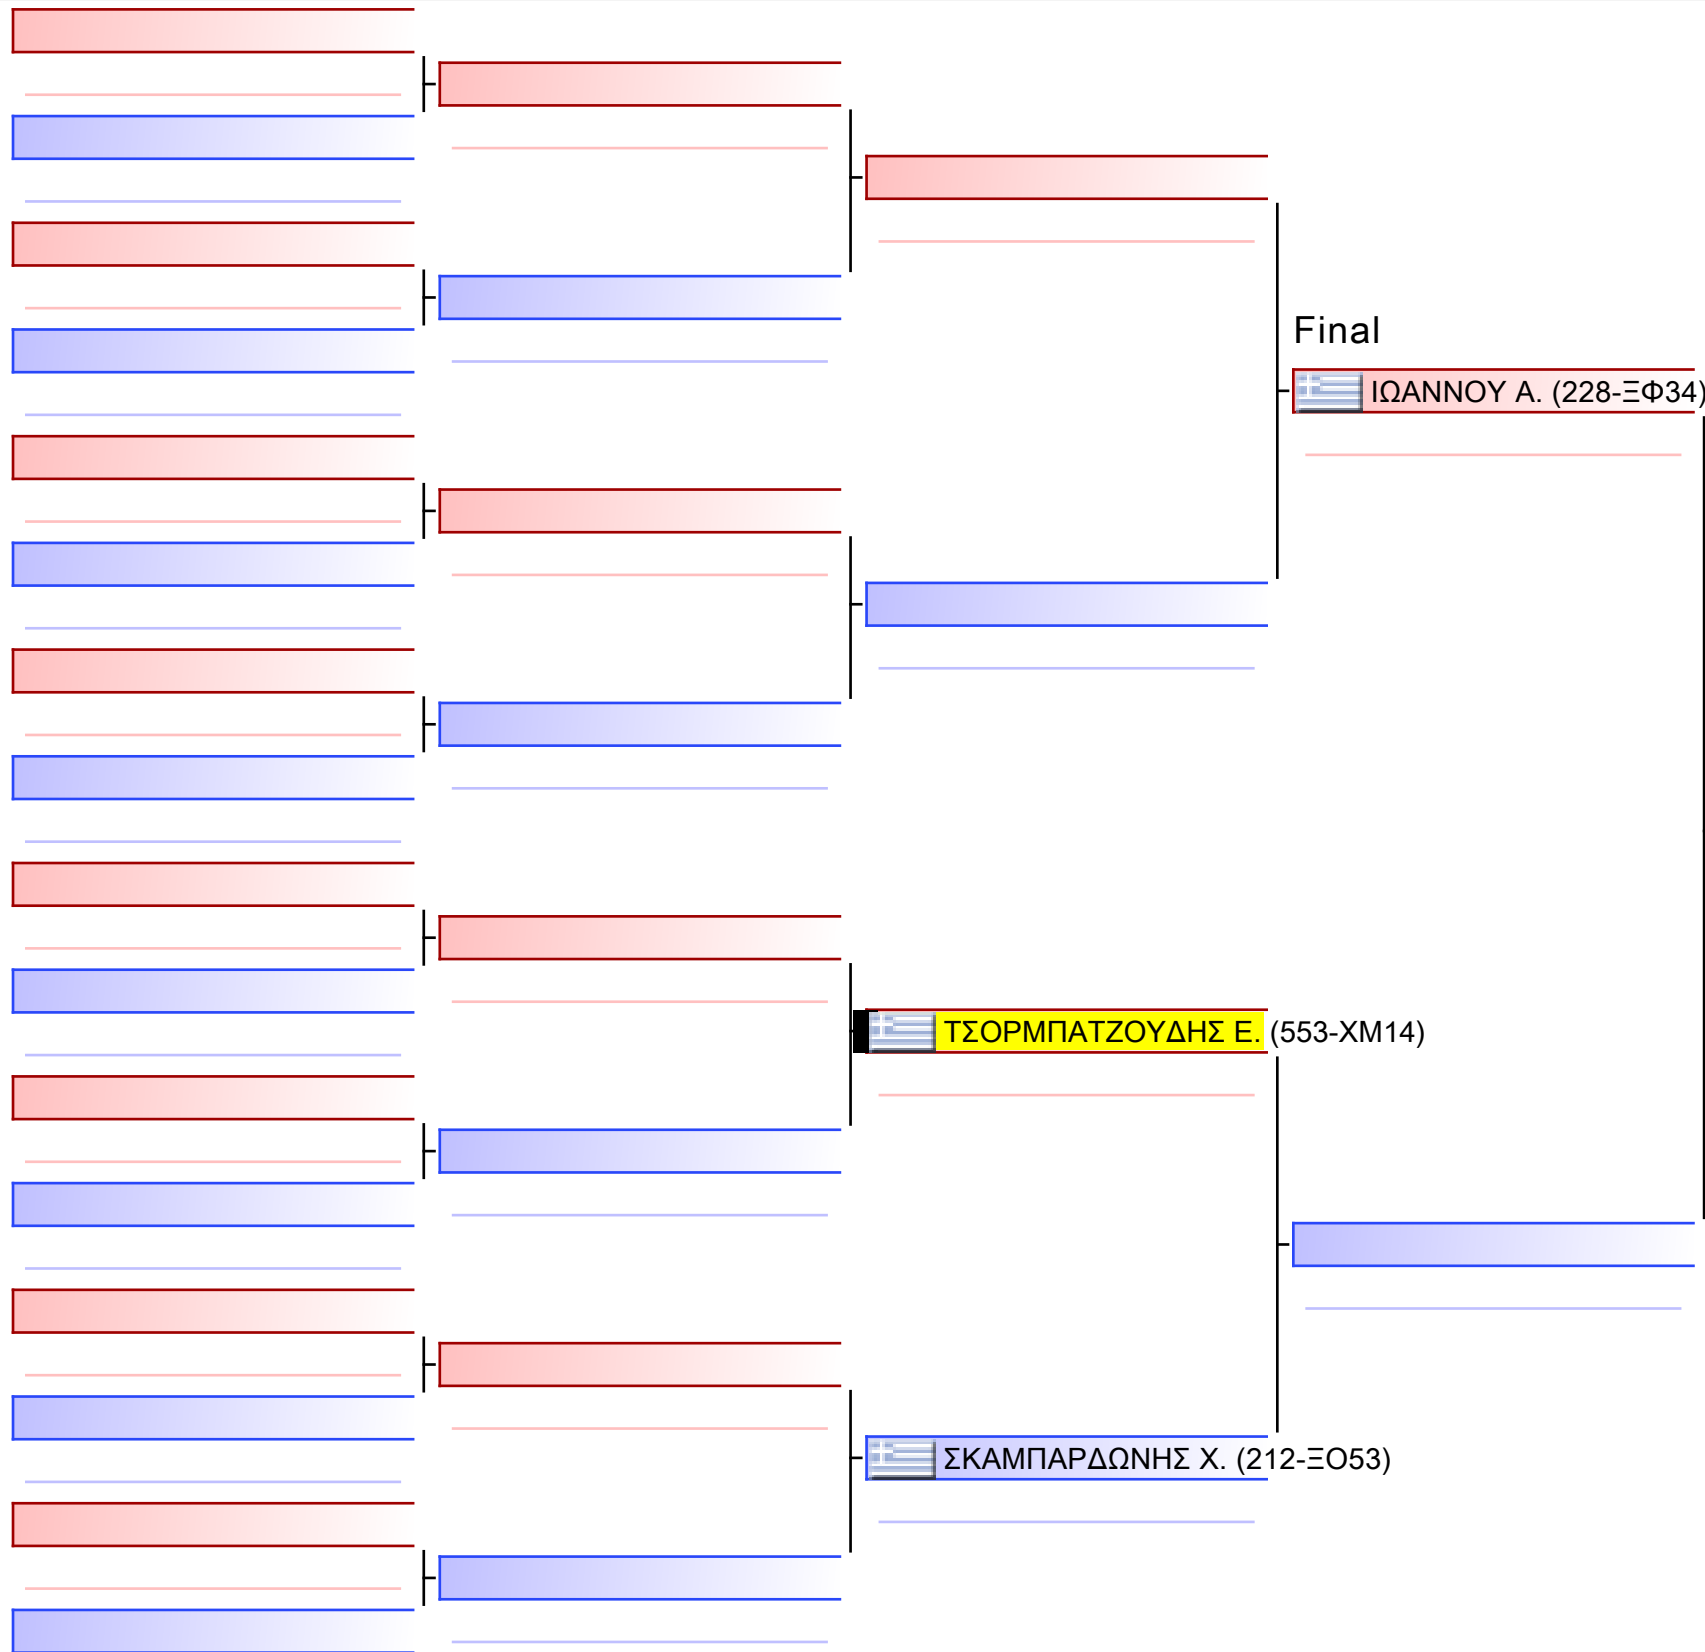 Final
ΙΩΑΝΝΟΥ Α. (228-ΞΦ34)
ΤΣΟΡΜΠΑΤΖΟΥΔΗΣ Ε. (553-ΧΜ14)
ΣΚΑΜΠΑΡΔΩΝΗΣ Χ. (212-ΞΟ53)